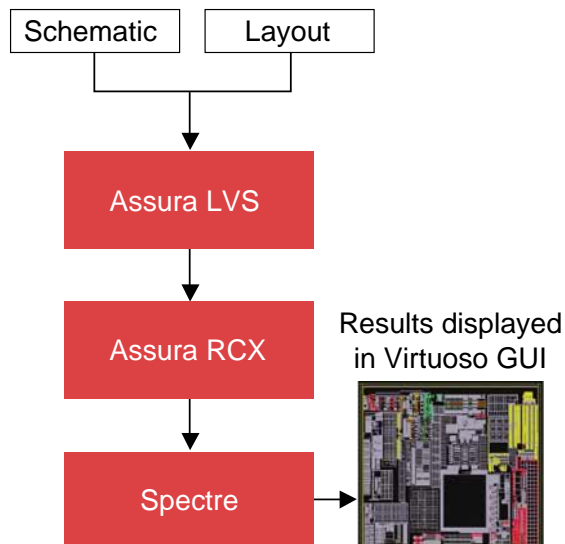 Schematic
Layout
Assura LVS
Assura RCX
Results displayed
in Virtuoso GUI
Spectre